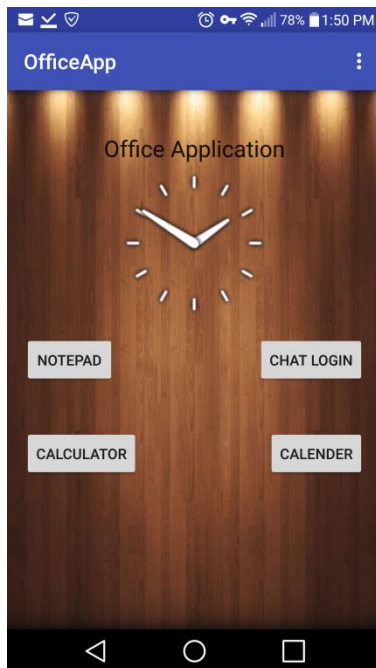 78% 1:50 PM
OfficeApp
Office Application
NOTEPAD CHAT LOGIN
CALCULATOR CALENDER